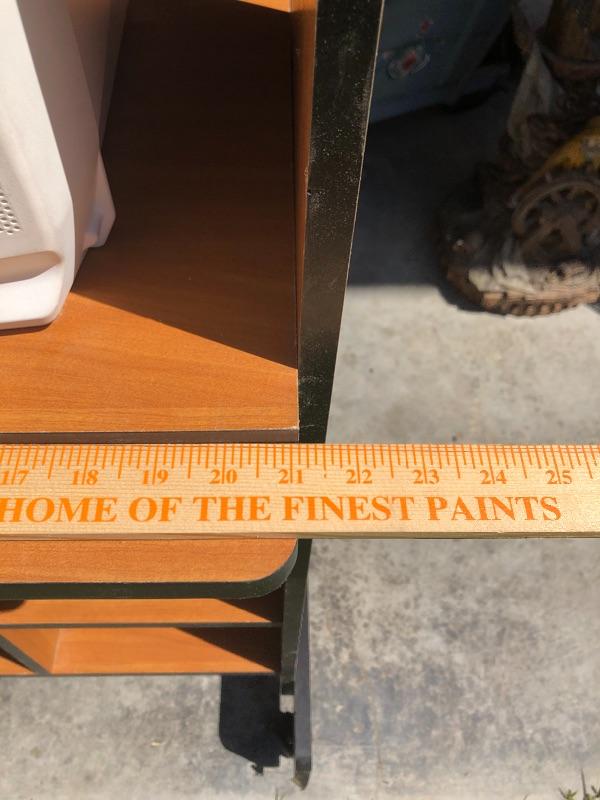 17 18 19 20 21 22 23 24 25
HOME OF THE FINEST PAINTS